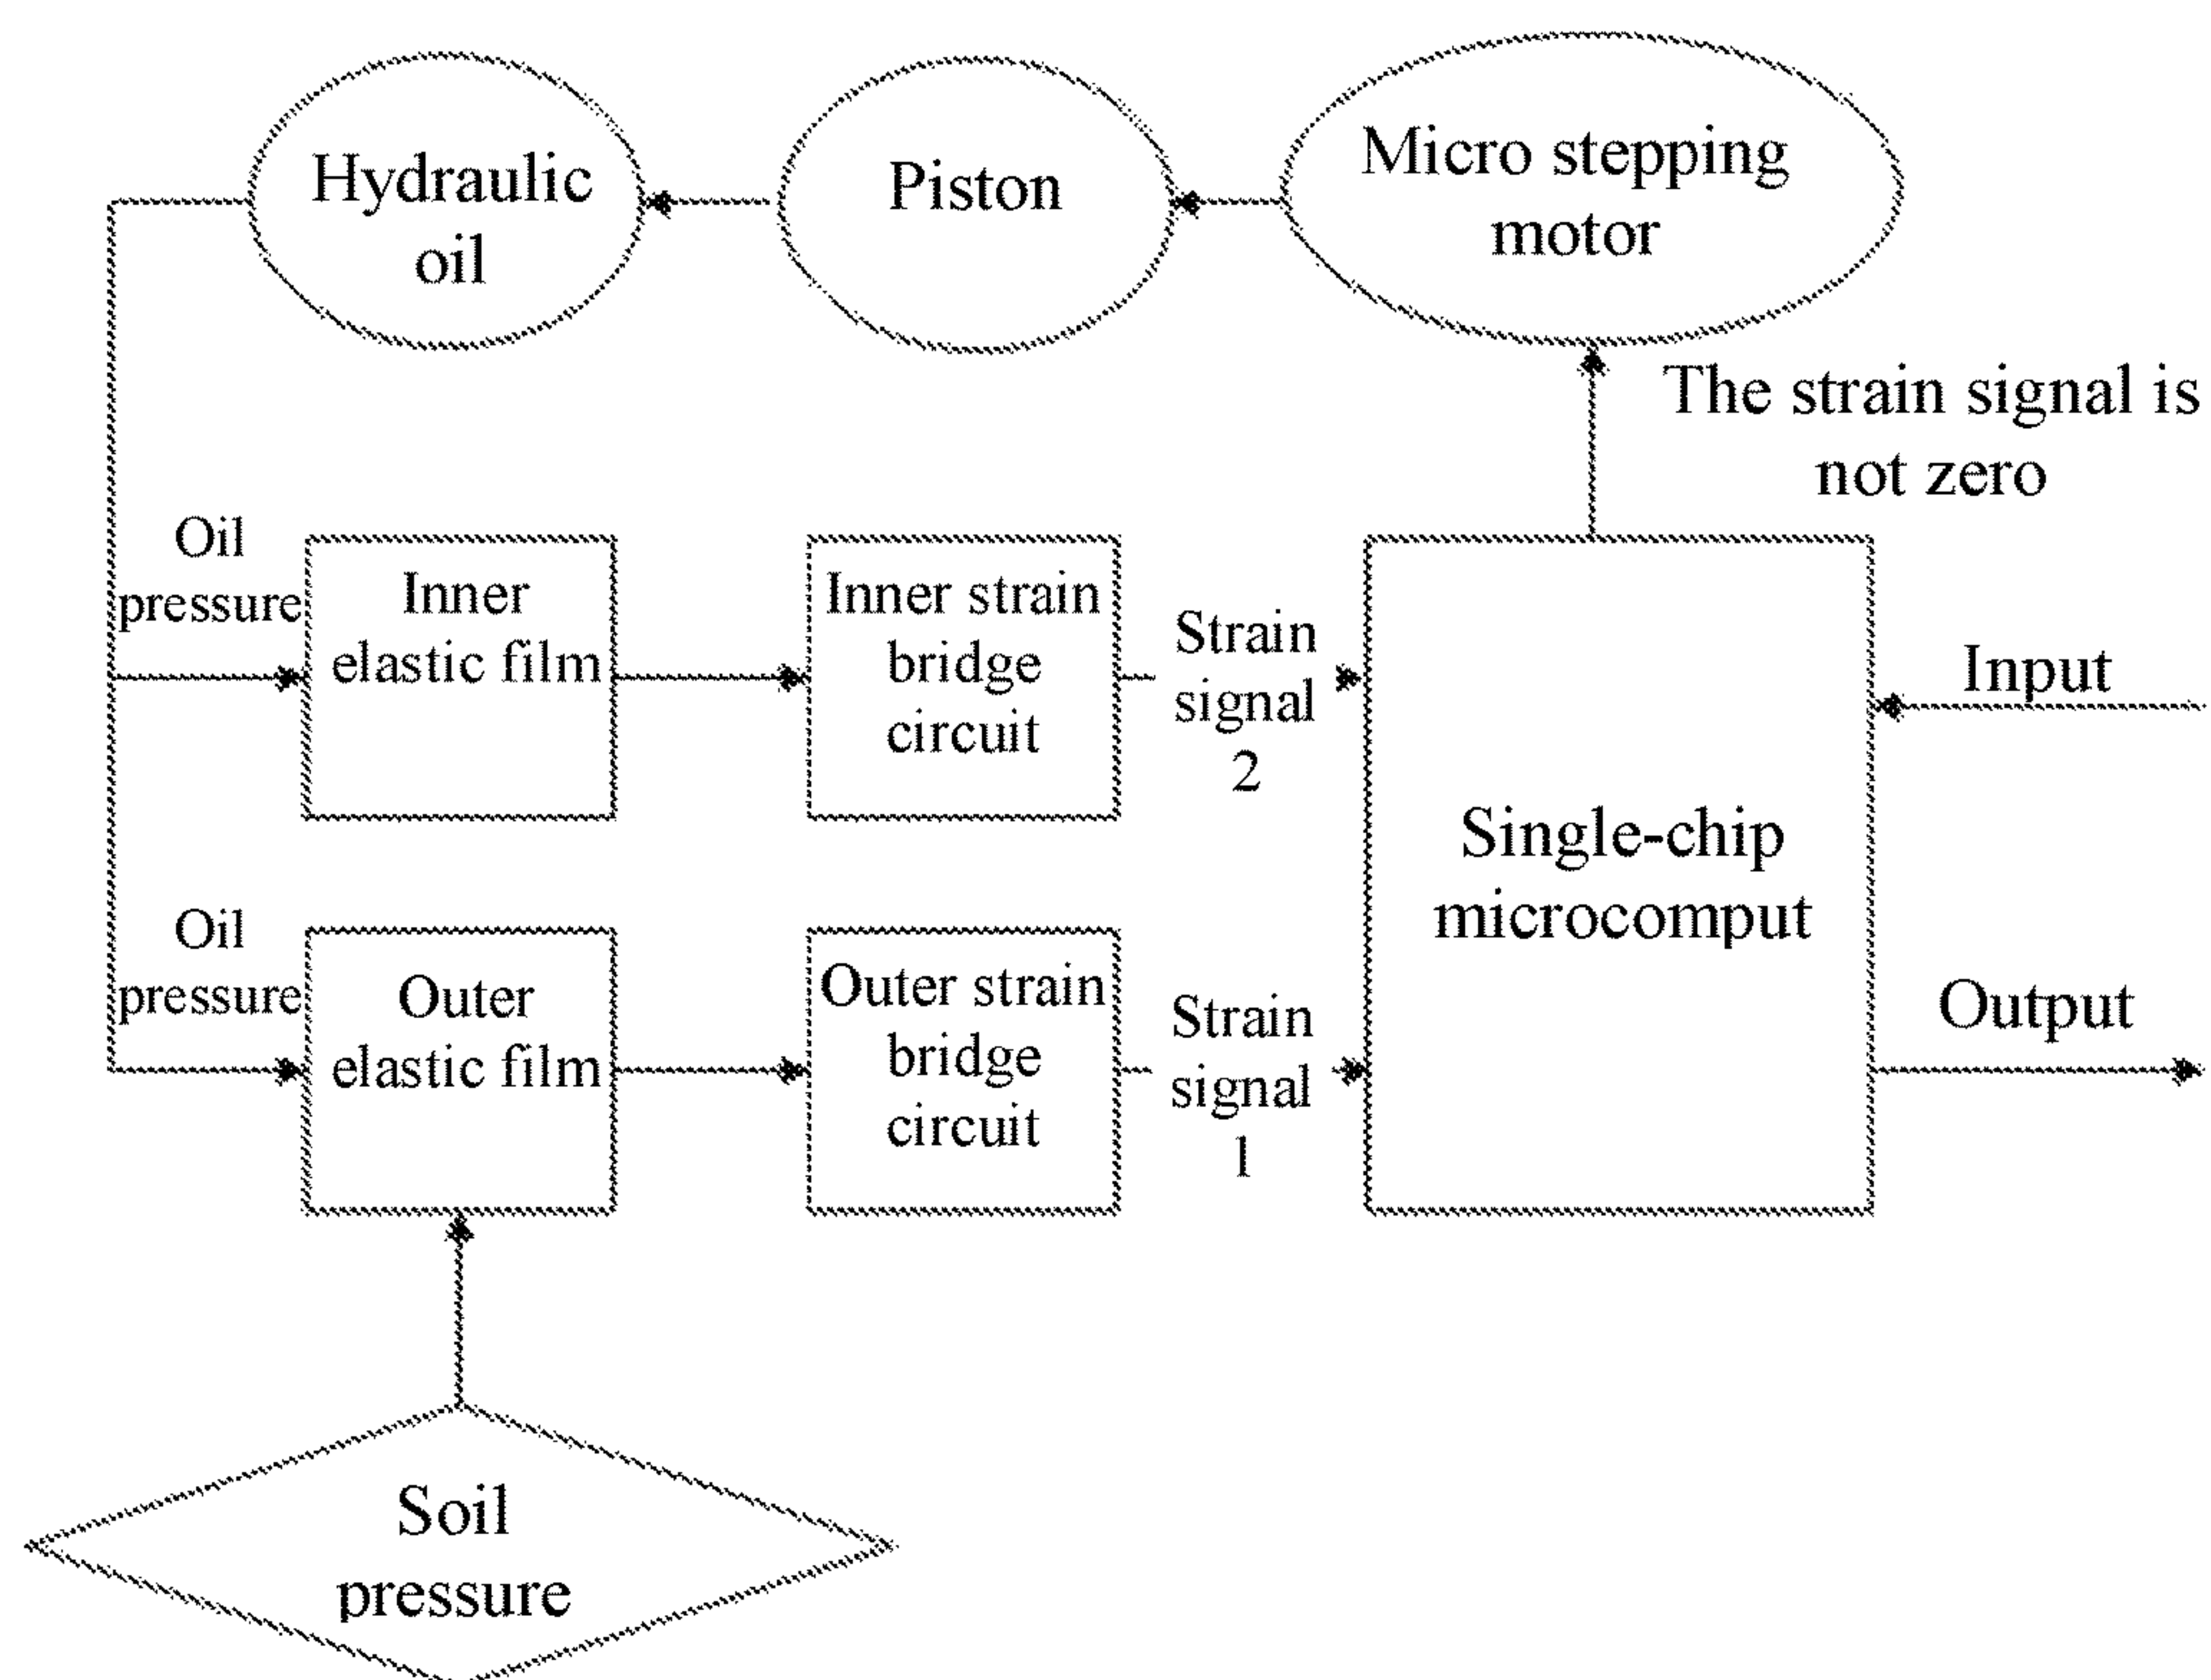 Hydraulic
oil
Piston
Micro stepping
motor
The strain signal is
not zero
Oil
pressure
Inner
elastic film
Inner strain
bridge
circuit
Strain
signal
2
Input
Single-chip
microcomput
Oil
pressure
Outer
elastic film
Outer strain
bridge
circuit
Strain
signal
1
Output
Soil
pressure